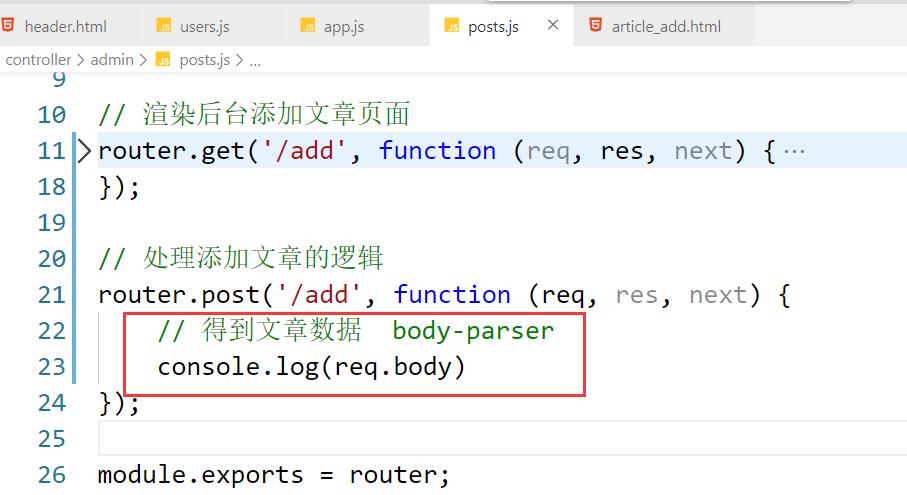 header.html users.js app.js posts.js × article_add.html
controller > admin > posts.js > ...
9
10 // 渲染后台添加文章页面
11 router.get('/add', function (req, res, next) {…
18 });
19
20 // 处理添加文章的逻辑
21 router.post('/add', function (req, res, next) {
22 // 得到文章数据  body-parser
23 console.log(req.body)
24 });
25
26 module.exports = router;